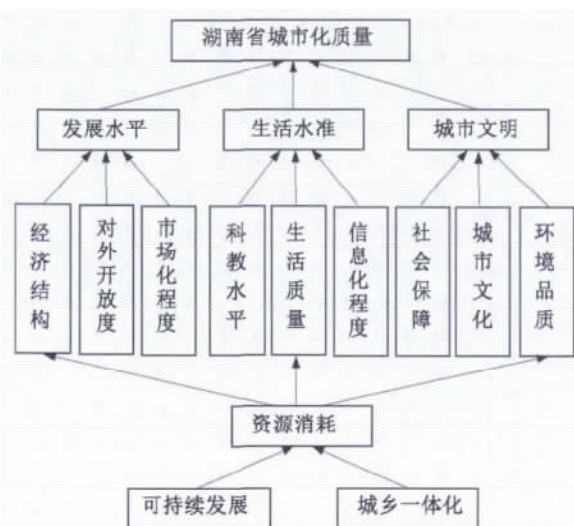 湖南省城市化质量
发展水平
生活水准
城市文明
经济结构
对外开放度
市场化程度
科教水平
生活质量
信息化程度
社会保障
城市文化
环境品质
资源消耗
可持续发展
城乡一体化